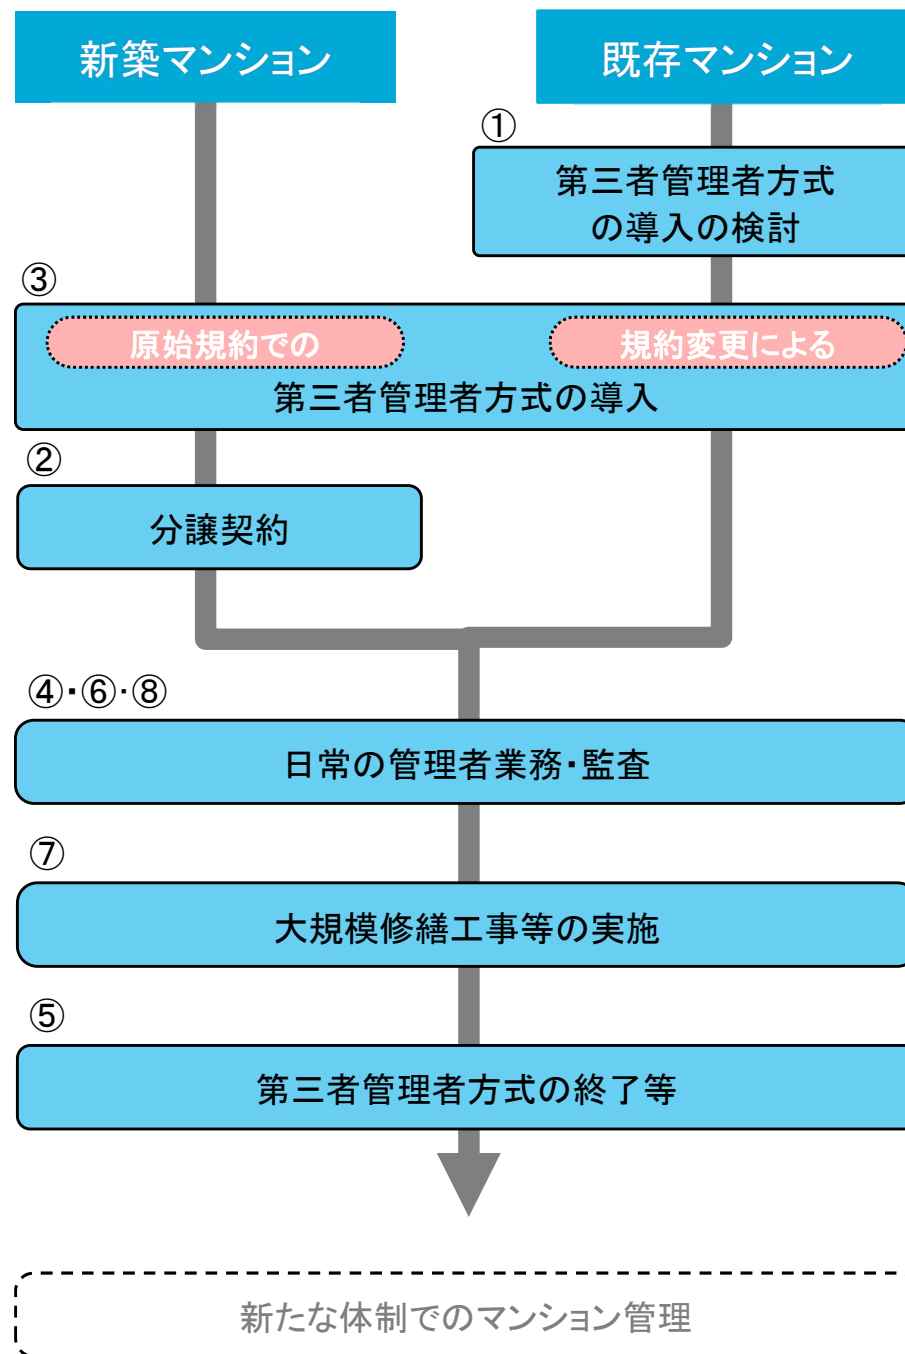 新築マンション
既存マンション
①
第三者管理者方式
の導入の検討
③
原始規約での
規約変更による
第三者管理者方式の導入
②
分譲契約
④・⑥・⑧
日常の管理者業務・監査
⑦
大規模修繕工事等の実施
⑤
第三者管理者方式の終了等
新たな体制でのマンション管理